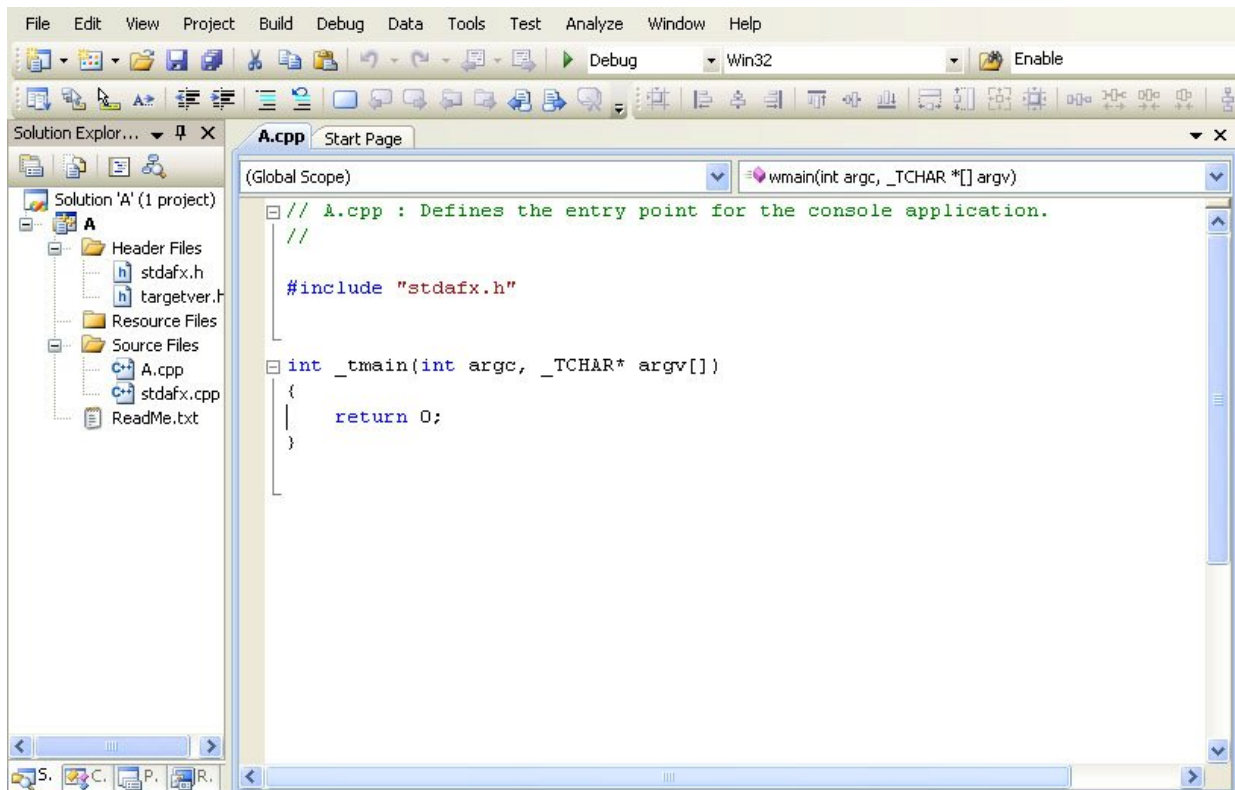 File Edit View Project Build Debug Data Tools Test Analyze Window Help
Debug Win32 Enable
Solution Explor...
A.cpp Start Page
(Global Scope) wmain(int argc, _TCHAR *[] argv)
Solution 'A' (1 project)
A
Header Files
stdafx.h
targetver.h
Resource Files
Source Files
A.cpp
stdafx.cpp
ReadMe.txt
// A.cpp : Defines the entry point for the console application.
//
#include "stdafx.h"
int _tmain(int argc, _TCHAR* argv[])
{
return 0;
}
S. C. P. R.